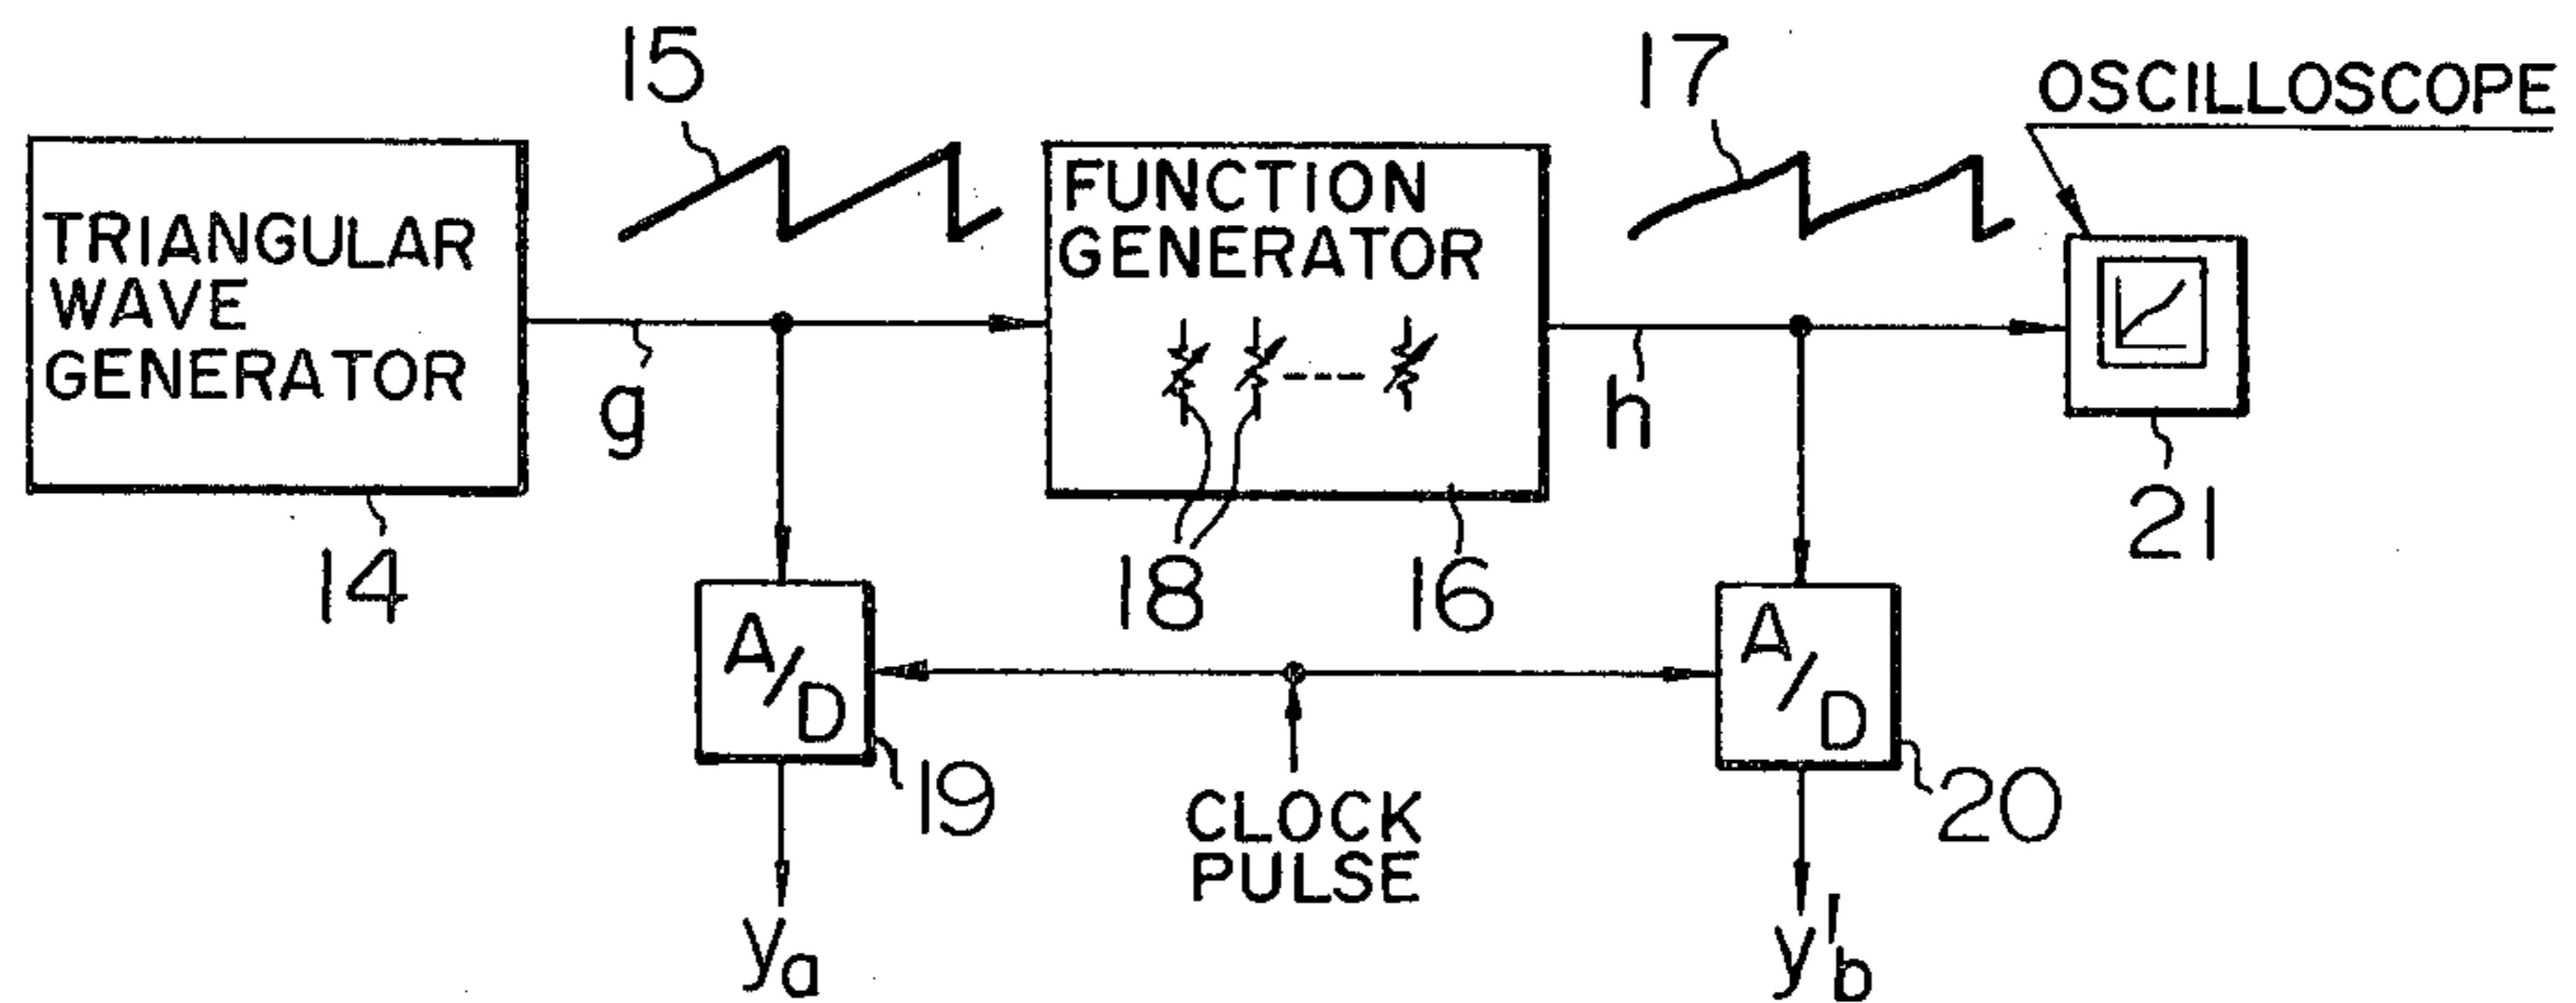 15
17
OSCILLOSCOPE
TRIANGULAR
WAVE
GENERATOR
FUNCTION
GENERATOR
g
h
14
18
16
21
A/D
19
A/D
20
CLOCK
PULSE
ya
y'b